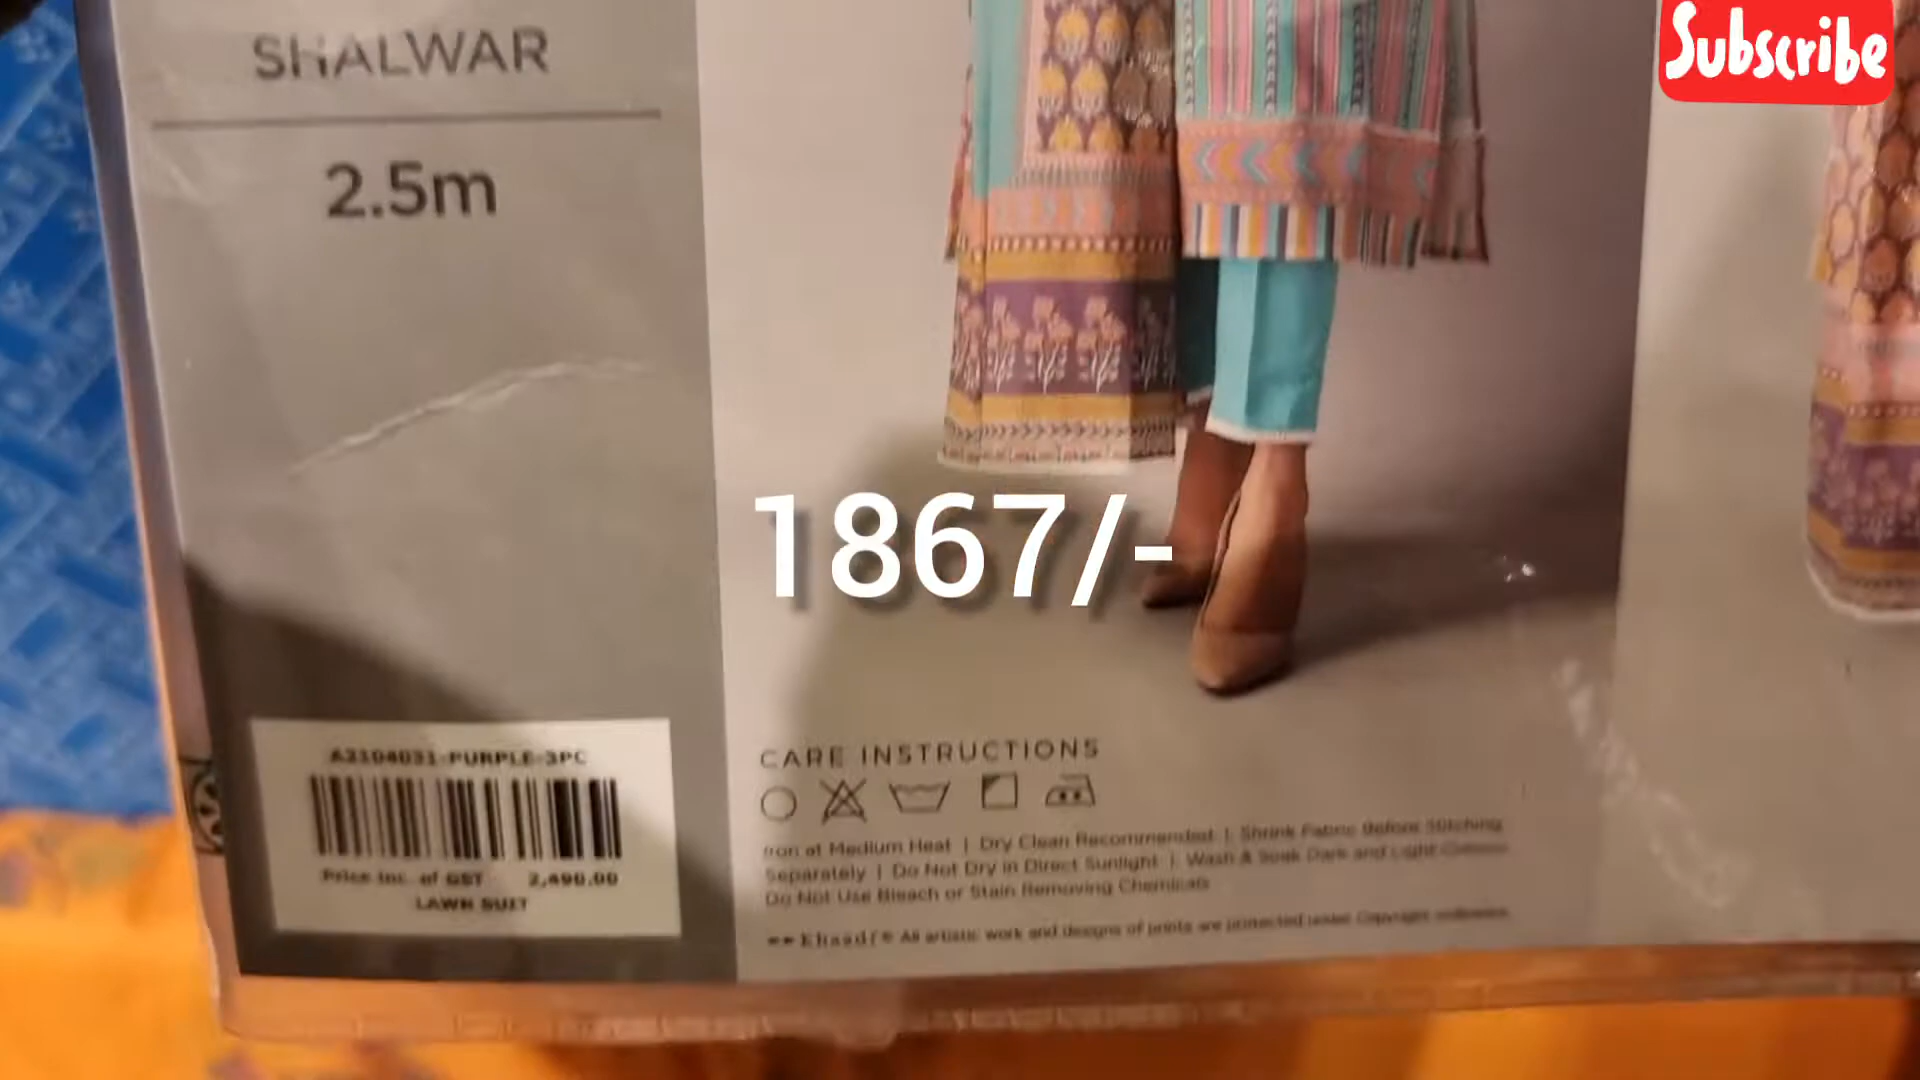 Subscribe
SHALWAR
2.5m
1867/-
A2104031-PURPLE-3PC
Price Inc. of GST 2,490.00
LAWN SUIT
CARE INSTRUCTIONS
Iron at Medium Heat | Dry Clean Recommended | Shrink Fabric Before Stitching
Separately | Do Not Dry in Direct Sunlight | Wash & Soak Dark and Light Colours
Do Not Use Bleach or Stain Removing Chemicals
Khaadi ® All artistic work and designs of prints are protected under Copyright